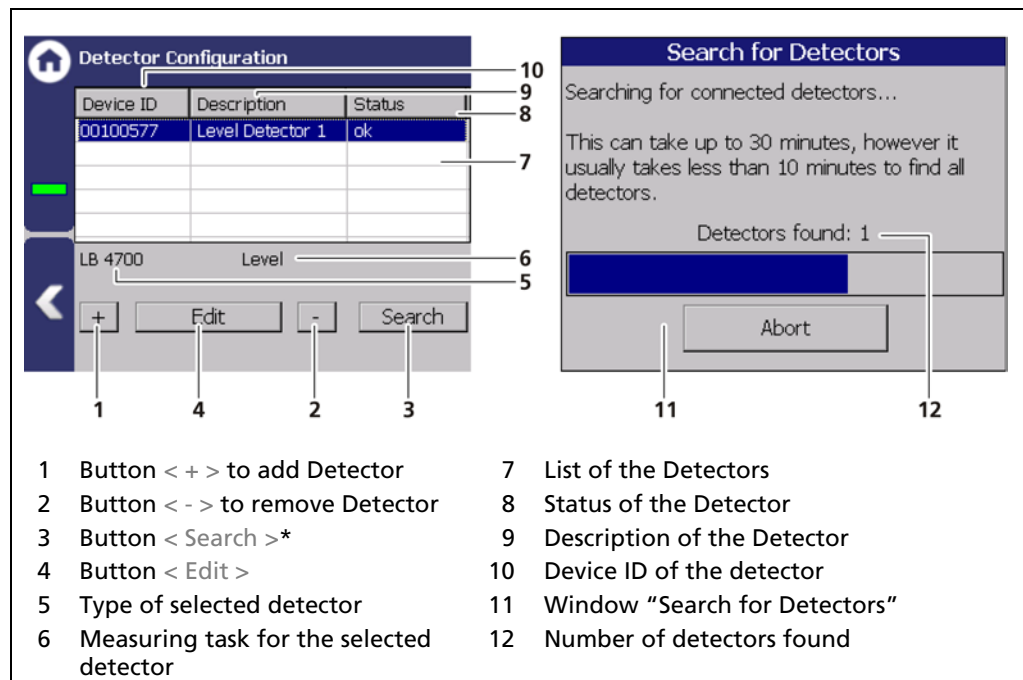 Detector Configuration
Device ID Description Status
00100577 Level Detector 1 ok
LB 4700 Level
+ Edit - Search
10
9
8
7
6
5
1 4 2 3
Search for Detectors
Searching for connected detectors...
This can take up to 30 minutes, however it
usually takes less than 10 minutes to find all
detectors.
Detectors found: 1
Abort
11 12
1 Button < + > to add Detector
2 Button < - > to remove Detector
3 Button < Search >*
4 Button < Edit >
5 Type of selected detector
6 Measuring task for the selected
detector
7 List of the Detectors
8 Status of the Detector
9 Description of the Detector
10 Device ID of the detector
11 Window “Search for Detectors”
12 Number of detectors found